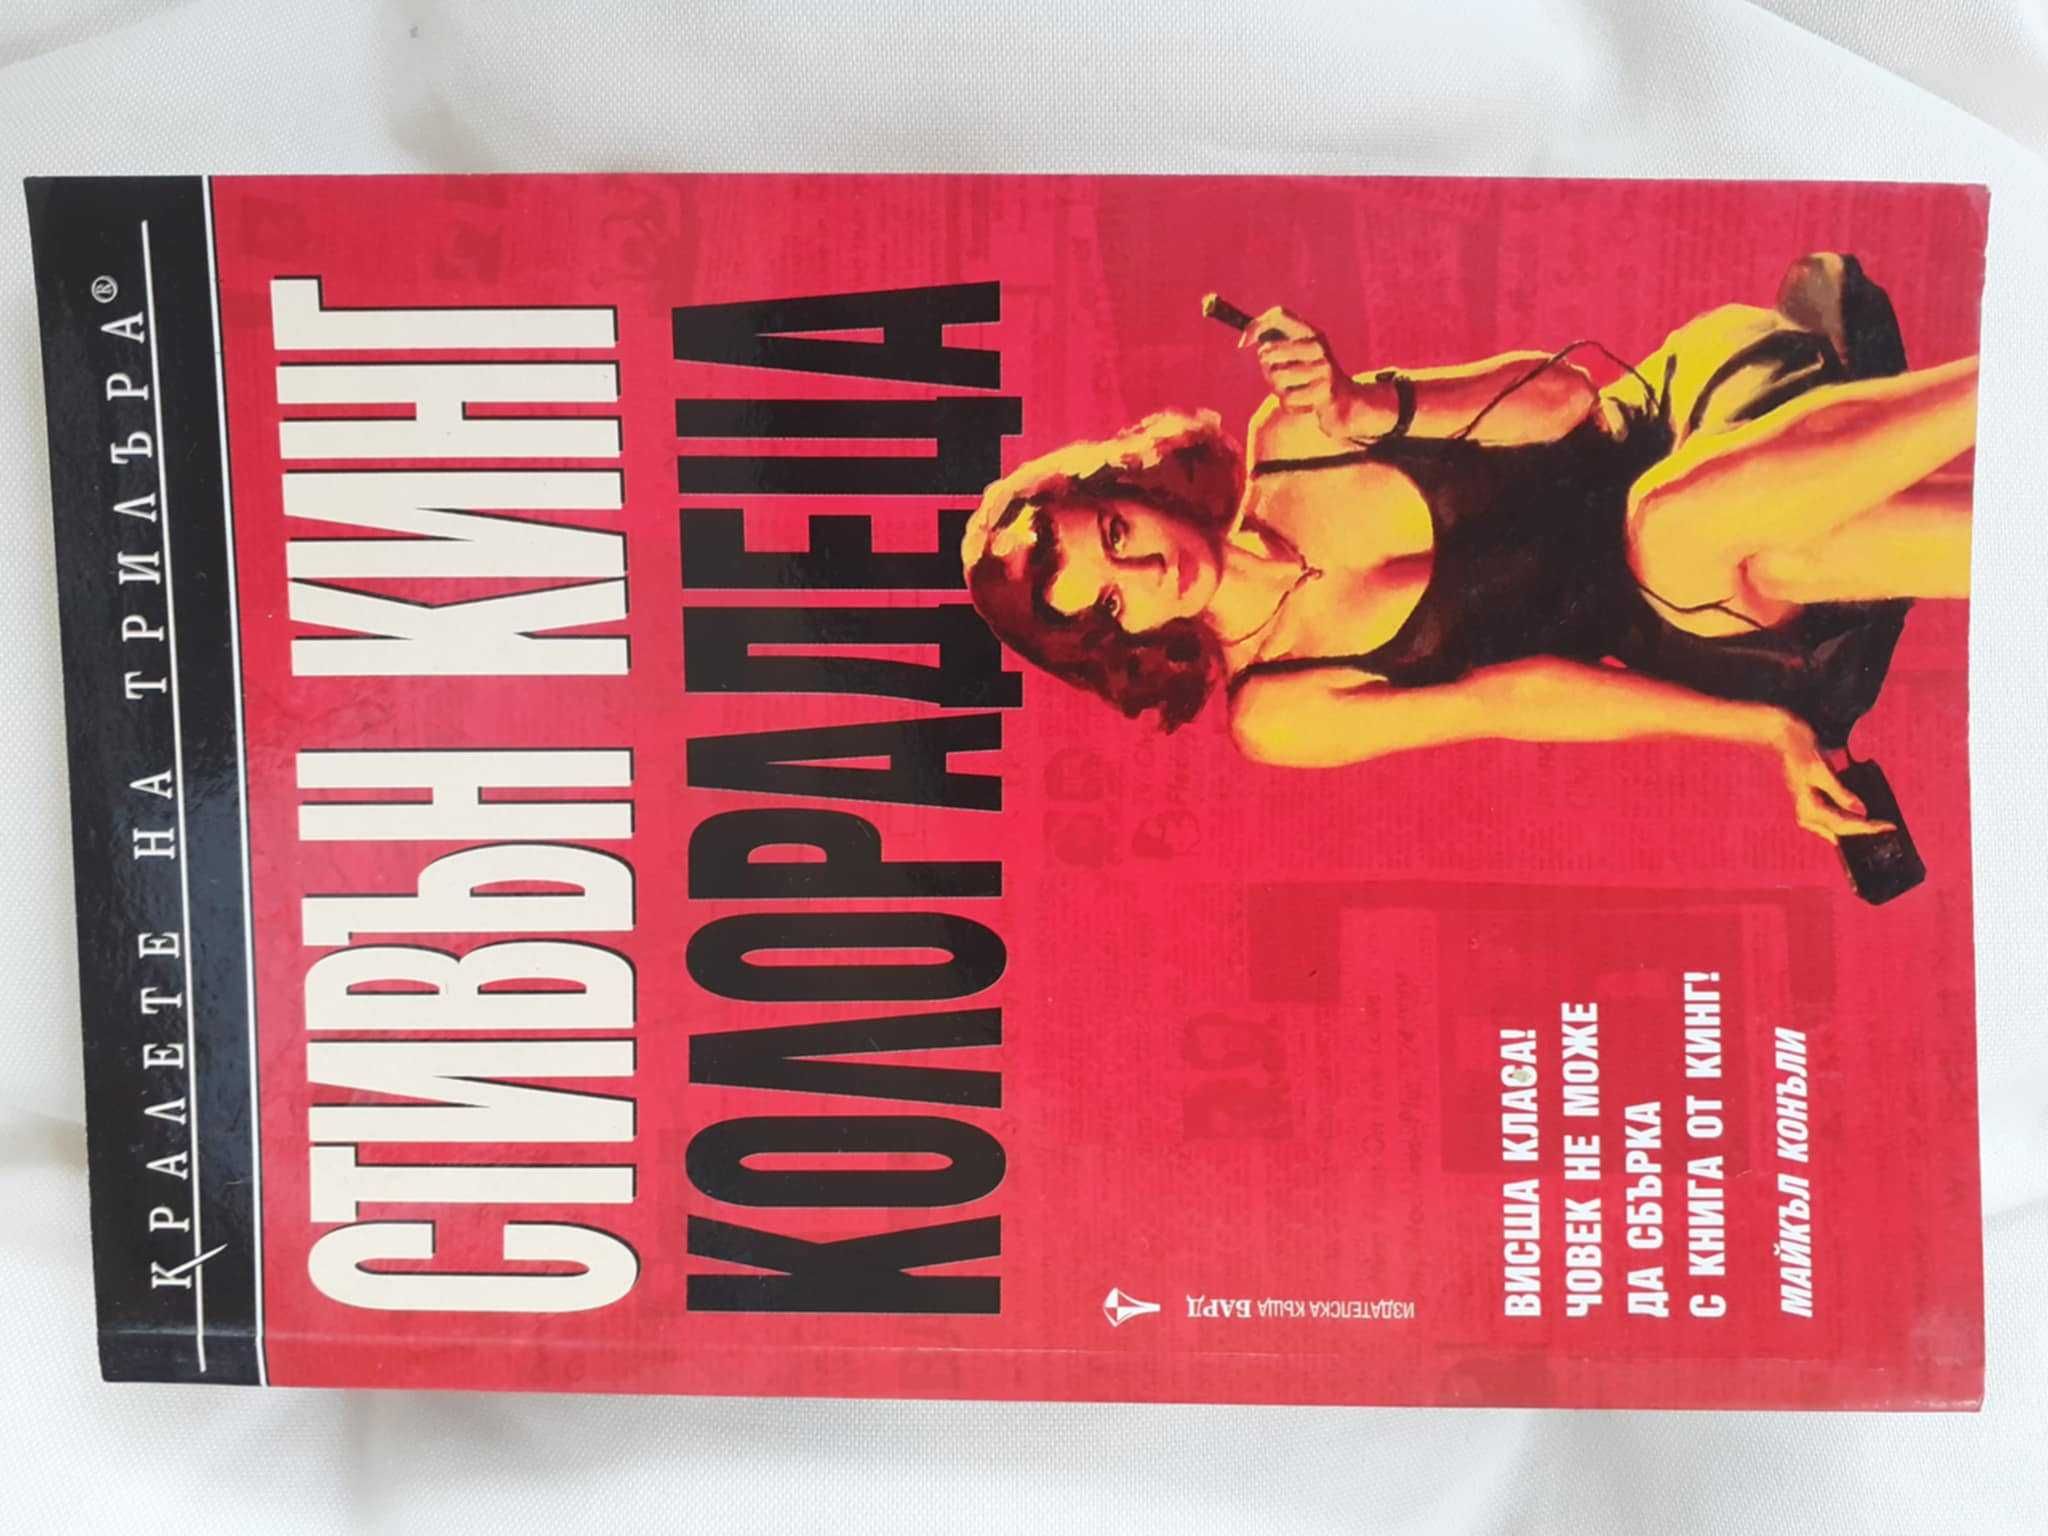 КРАЛЕТЕ НА ТРИЛЪРА®
СТИВЪН КИНГ
КОЛОРАДЕЦА
ИЗДАТЕЛСКА КЪЩА БАРД
ВИСША КЛАСА!
ЧОВЕК НЕ МОЖЕ
ДА СБЪРКА
С КНИГА ОТ КИНГ!
МАЙКЪЛ КОНЪЛИ